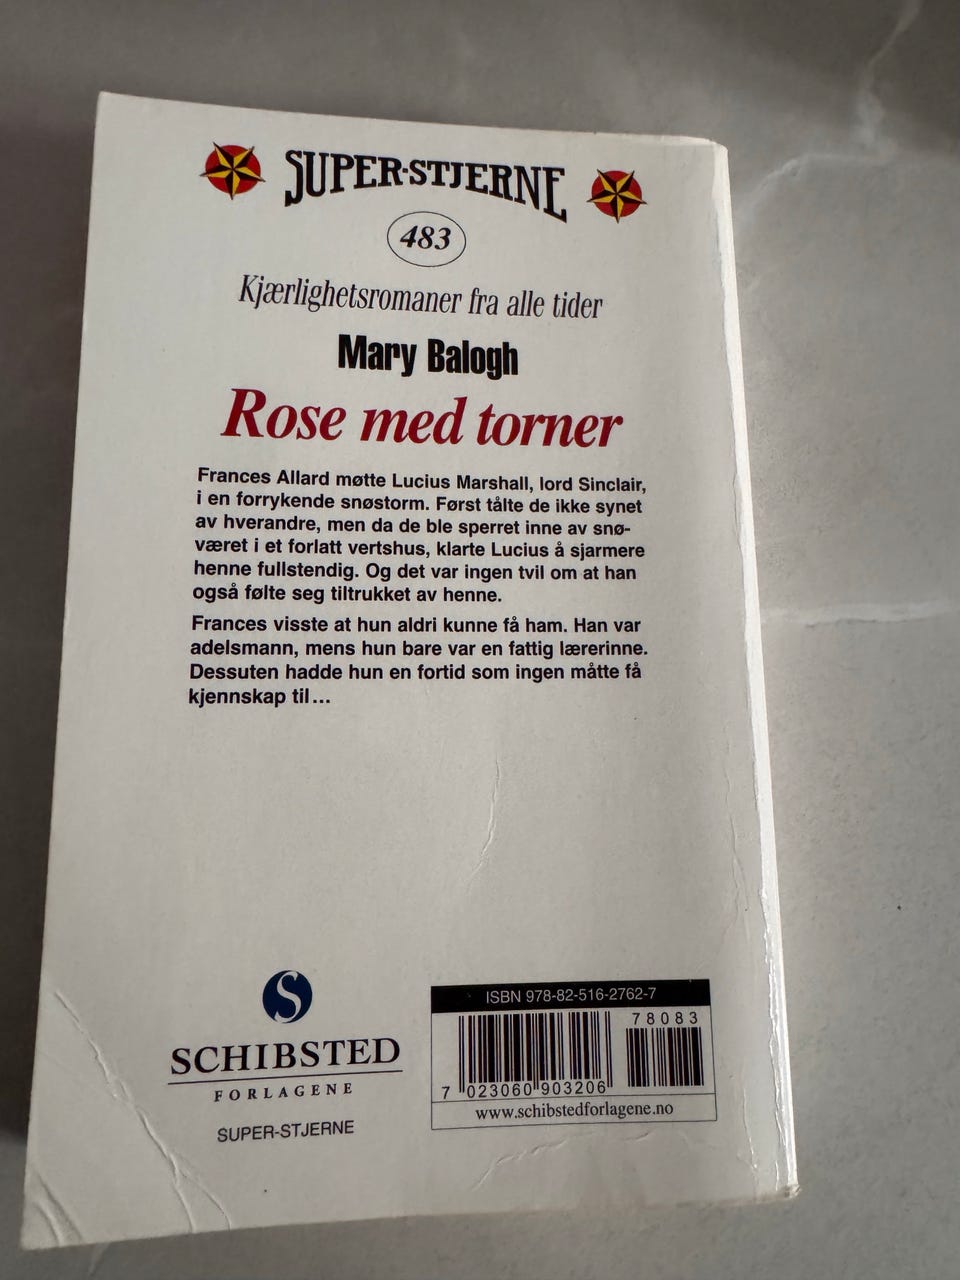 SUPER-STJERNE
483
Kjærlighetsromaner fra alle tider
Mary Balogh
Rose med torner
Frances Allard møtte Lucius Marshall, lord Sinclair,
i en forrykende snøstorm. Først tålte de ikke synet
av hverandre, men da de ble sperret inne av snø-
været i et forlatt vertshus, klarte Lucius å sjarmere
henne fullstendig. Og det var ingen tvil om at han
også følte seg tiltrukket av henne.
Frances visste at hun aldri kunne få ham. Han var
adelsmann, mens hun bare var en fattig lærerinne.
Dessuten hadde hun en fortid som ingen måtte få
kjennskap til...
S
SCHIBSTED
FORLAGENE
SUPER-STJERNE
ISBN 978-82-516-2762-7
78083
7 023060 903206
www.schibstedforlagene.no